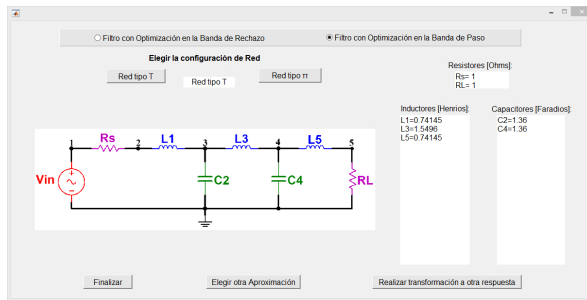 Filtro con Optimización en la Banda de Rechazo
Filtro con Optimización en la Banda de Paso
Elegir la configuración de Red
Red tipo T
Red tipo T
Red tipo π
Resistores [Ohms]:
Rs= 1
RL= 1
Inductores [Henrios]:
L1=0.74145
L3=1.5496
L5=0.74145
Capacitores [Faradios]:
C2=1.36
C4=1.36
1 Rs 2 L1 3 L3 4 L5 5
Vin C2 C4 RL
Finalizar
Elegir otra Aproximación
Realizar transformación a otra respuesta